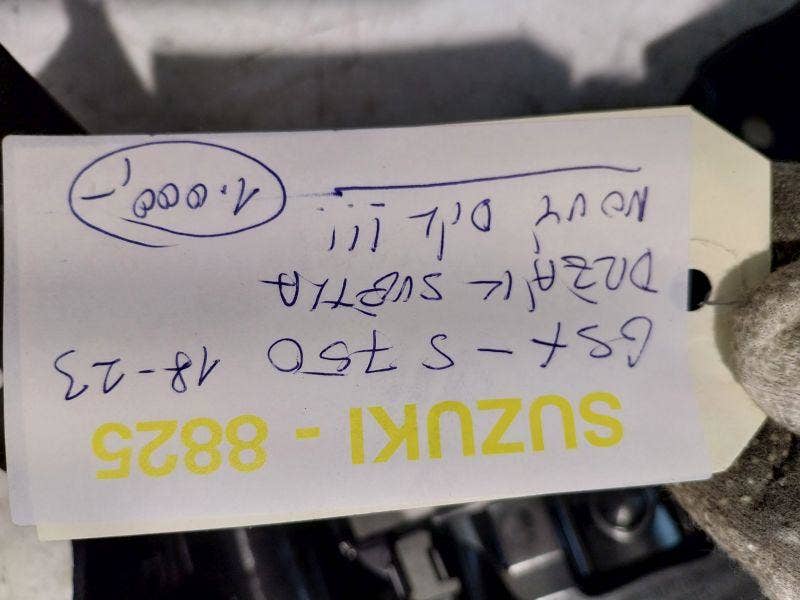 SUZUKI - 8825
GSX-S 750 18-23
DRŽÁK SVĚTLA
NOVÝ DÍL !!!
1.000,-